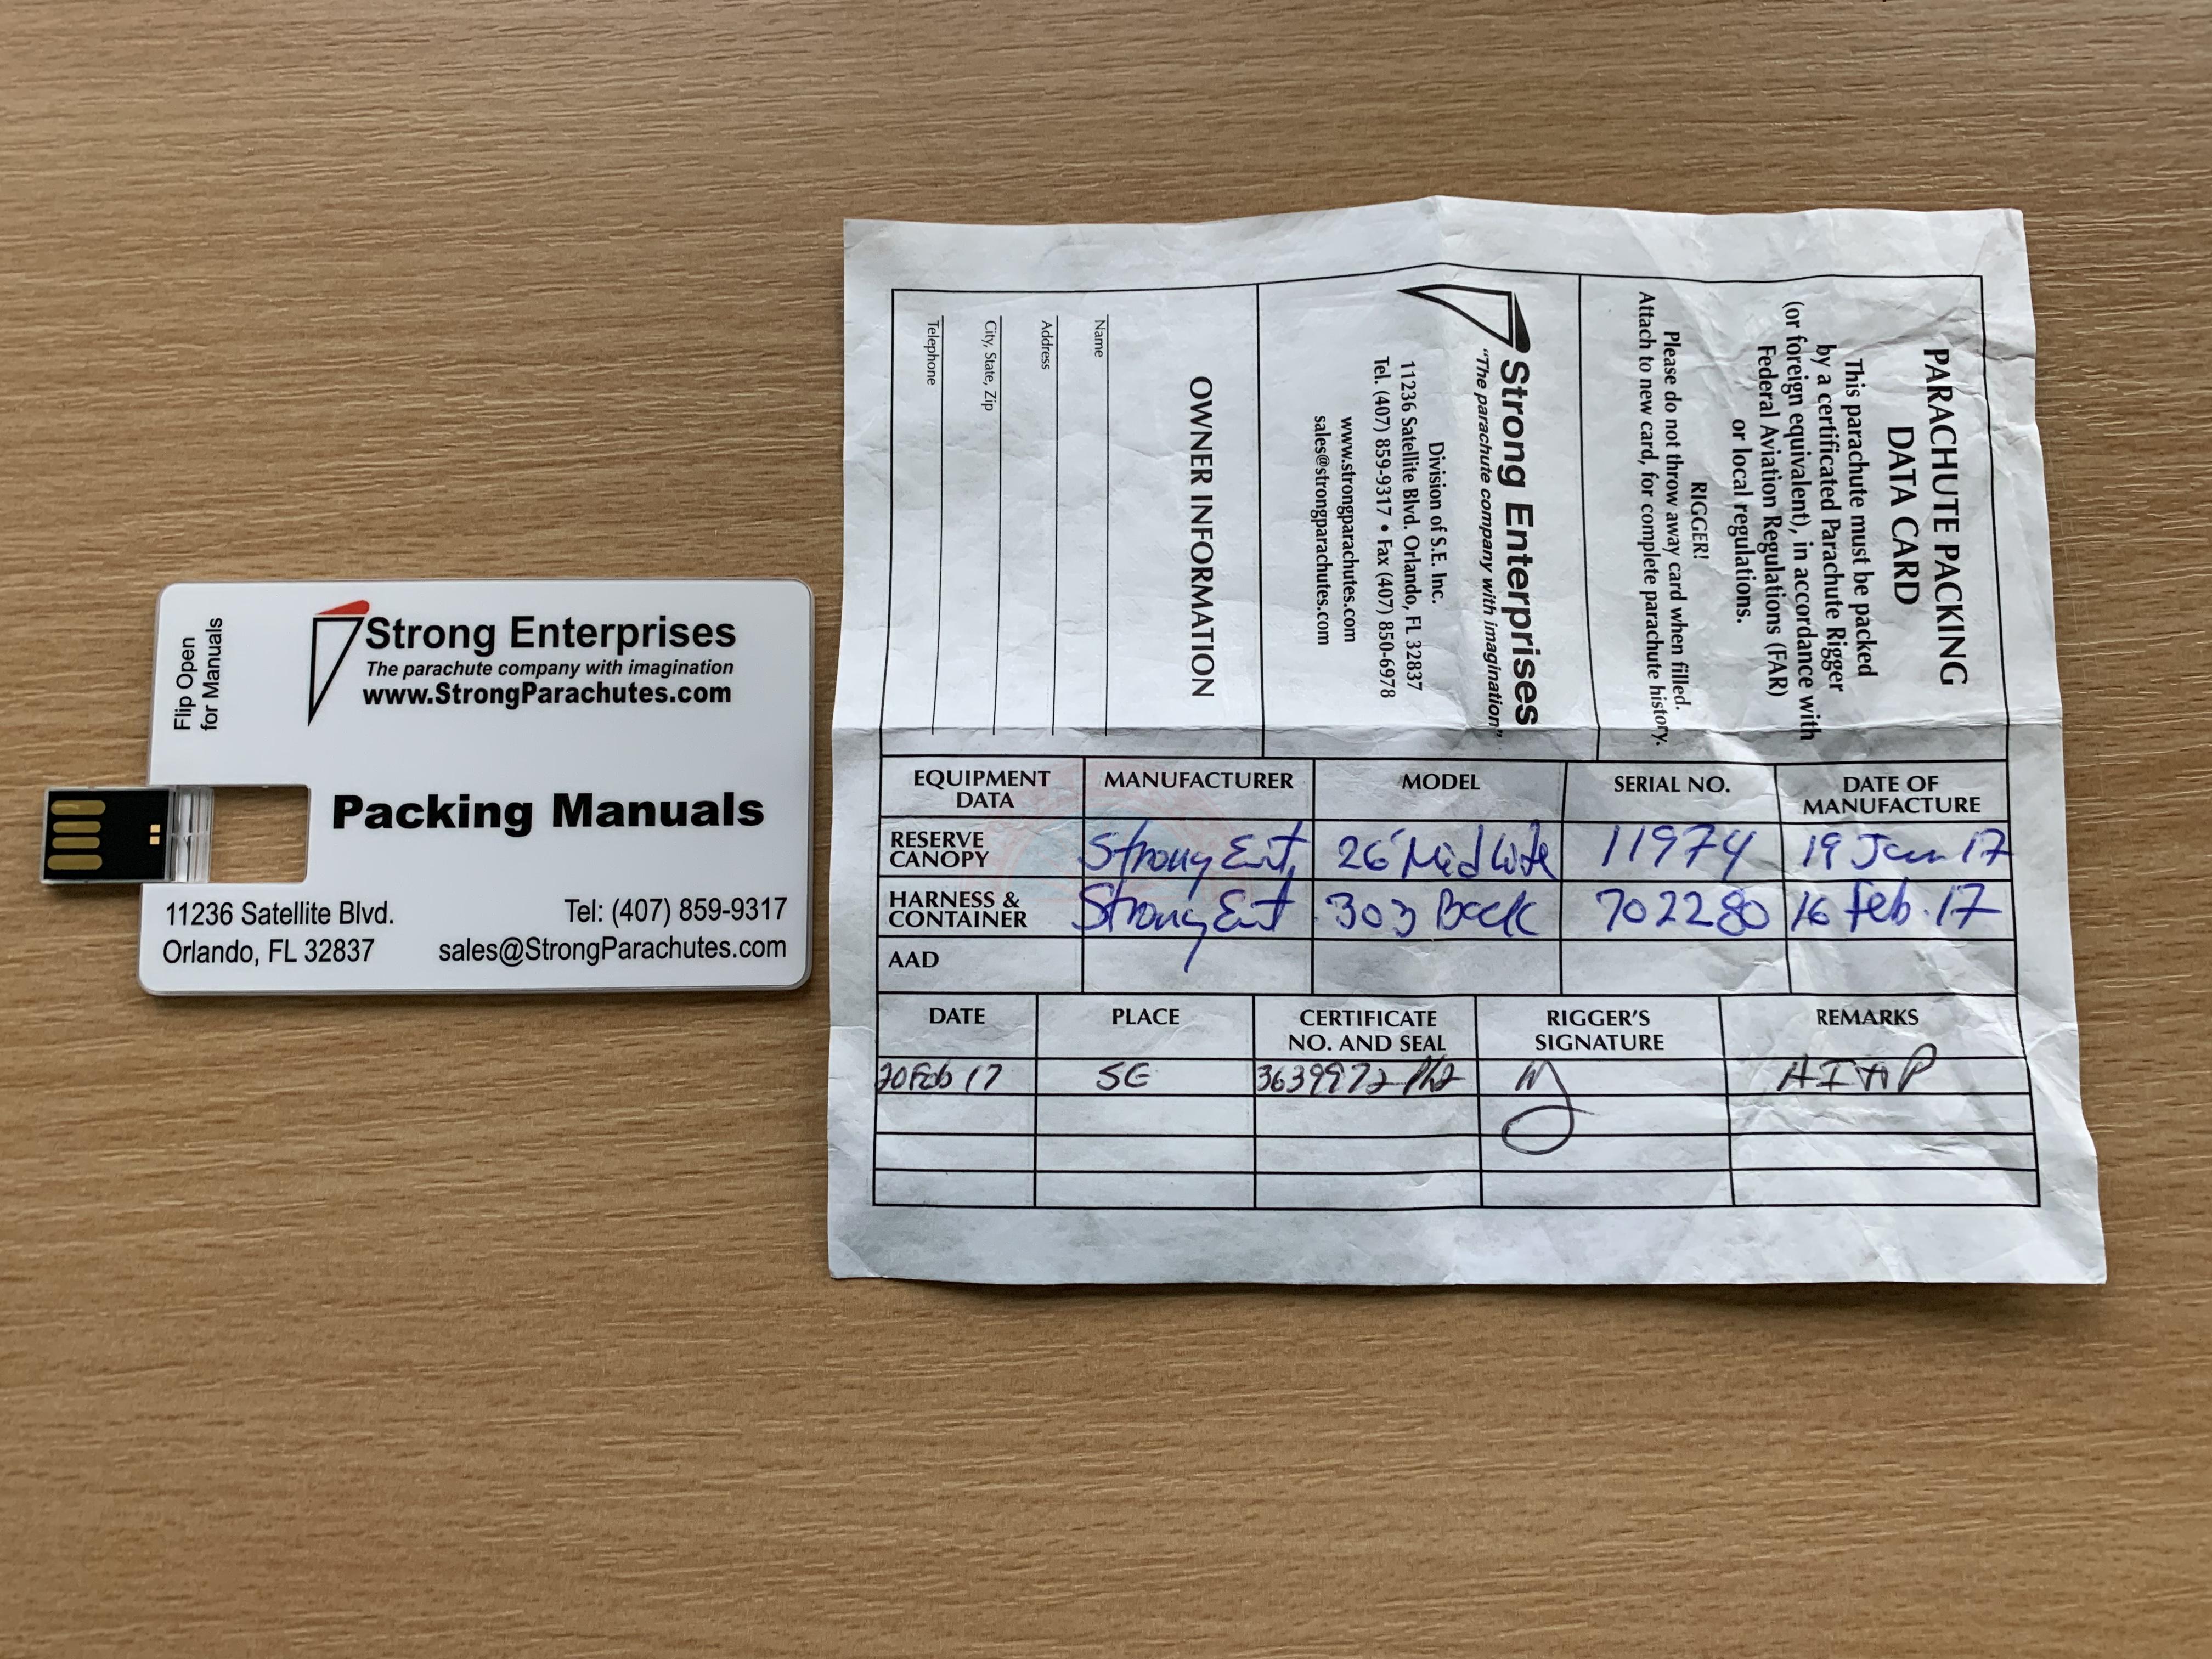 Flip Open
for Manuals
Strong Enterprises
The parachute company with imagination
www.StrongParachutes.com
Packing Manuals
11236 Satellite Blvd.
Orlando, FL 32837
Tel: (407) 859-9317
sales@StrongParachutes.com
PARACHUTE PACKING
DATA CARD
This parachute must be packed
by a certificated Parachute Rigger
(or foreign equivalent), in accordance with
Federal Aviation Regulations (FAR)
or local regulations.
RIGGER!
Please do not throw away card when filled.
Attach to new card, for complete parachute history.
Strong Enterprises
"The parachute company with imagination"
Division of S.E. Inc.
11236 Satellite Blvd. Orlando, FL 32837
Tel. (407) 859-9317 • Fax (407) 850-6978
www.strongparachutes.com
sales@strongparachutes.com
OWNER INFORMATION
Name
Address
City, State, Zip
Telephone
EQUIPMENT DATA MANUFACTURER MODEL SERIAL NO. DATE OF MANUFACTURE
RESERVE CANOPY Strong Ent. 26' Mid Lite 11974 19 Jan 17
HARNESS & CONTAINER Strong Ent 303 Back 702280 16 Feb. 17
AAD
DATE PLACE CERTIFICATE NO. AND SEAL RIGGER'S SIGNATURE REMARKS
20 Feb 17 SE 3639972 AI&P